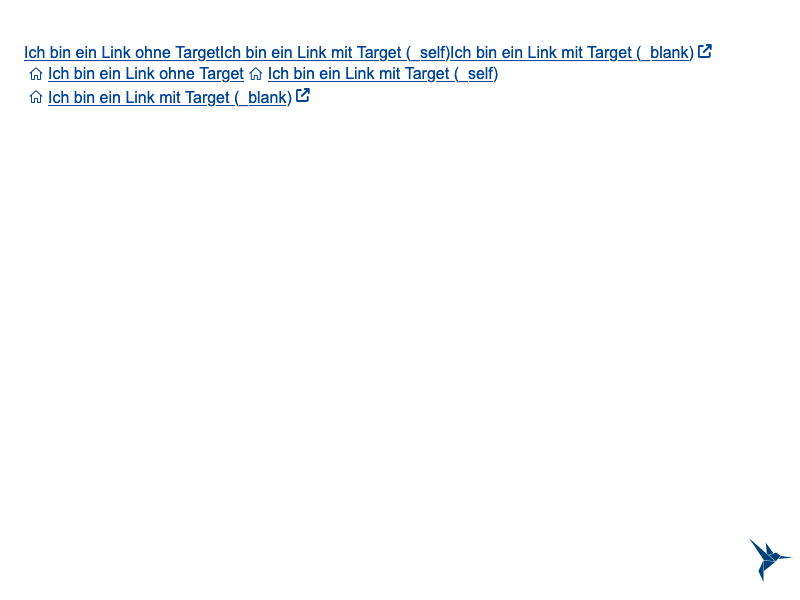 Ich bin ein Link ohne TargetIch bin ein Link mit Target (_self)Ich bin ein Link mit Target (_blank)
Ich bin ein Link ohne Target Ich bin ein Link mit Target (_self)
Ich bin ein Link mit Target (_blank)